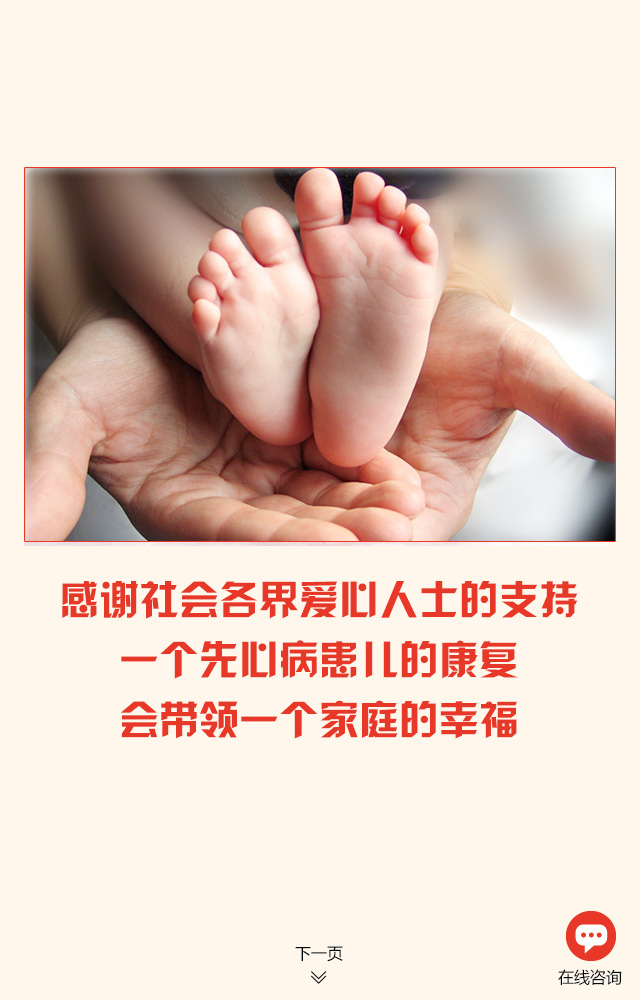 感谢社会各界爱心人士的支持
一个先心病患儿的康复
会带领一个家庭的幸福
下一页
在线咨询